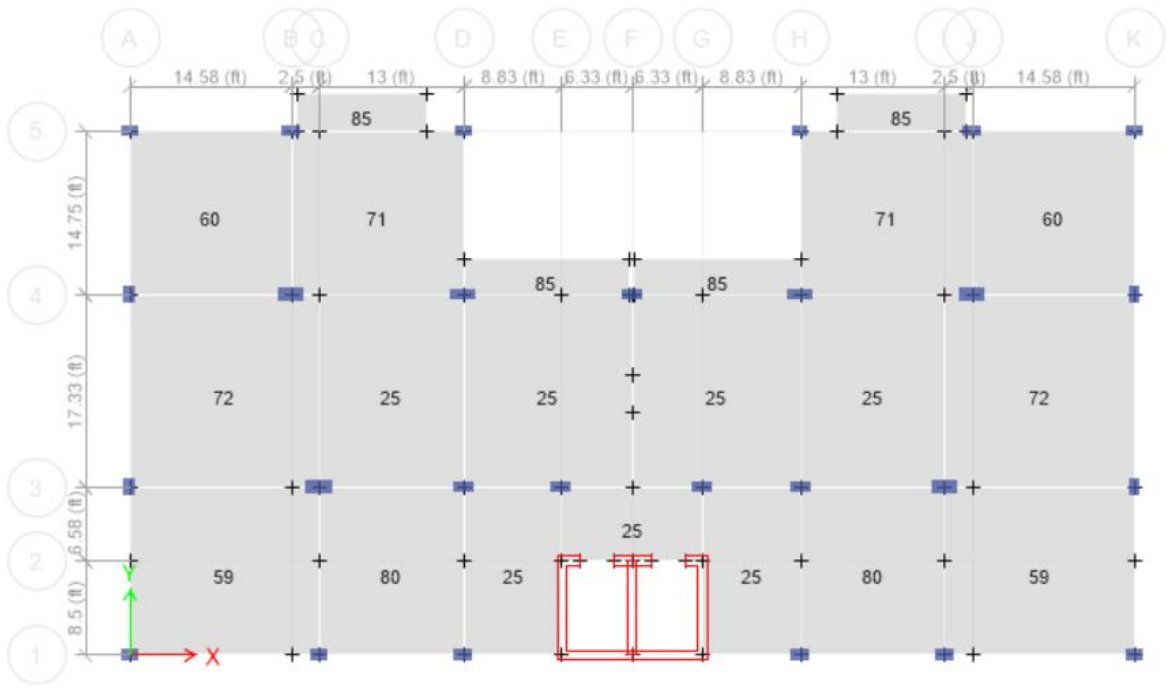 A B C D E F G H I J K
14.58 (ft) 2.5 (ft) 13 (ft) 8.83 (ft) 6.33 (ft) 6.33 (ft) 8.83 (ft) 13 (ft) 2.5 (ft) 14.58 (ft)
85 85
5
14.75 (ft) 60 71 71 60
85 85
4
17.33 (ft) 72 25 25 25 25 72
3
6.58 (ft) 25
2
8.5 (ft) 59 80 25 25 80 59
Y
1 X